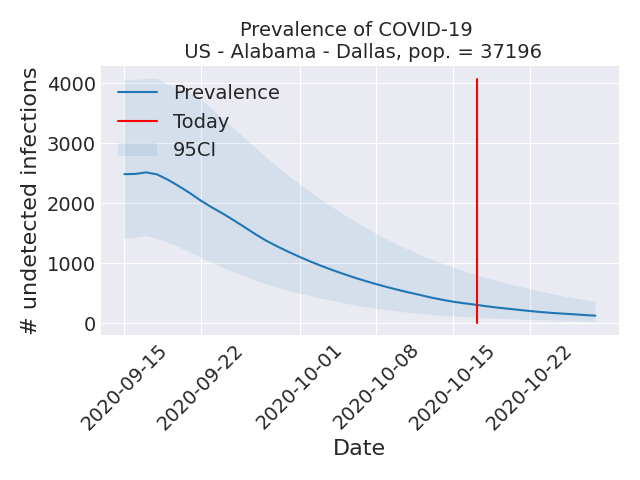 Prevalence of COVID-19
US - Alabama - Dallas, pop. = 37196
# undetected infections
4000
3000
2000
1000
0
Prevalence
Today
95CI
2020-09-15
2020-09-22
2020-10-01
2020-10-08
2020-10-15
2020-10-22
Date